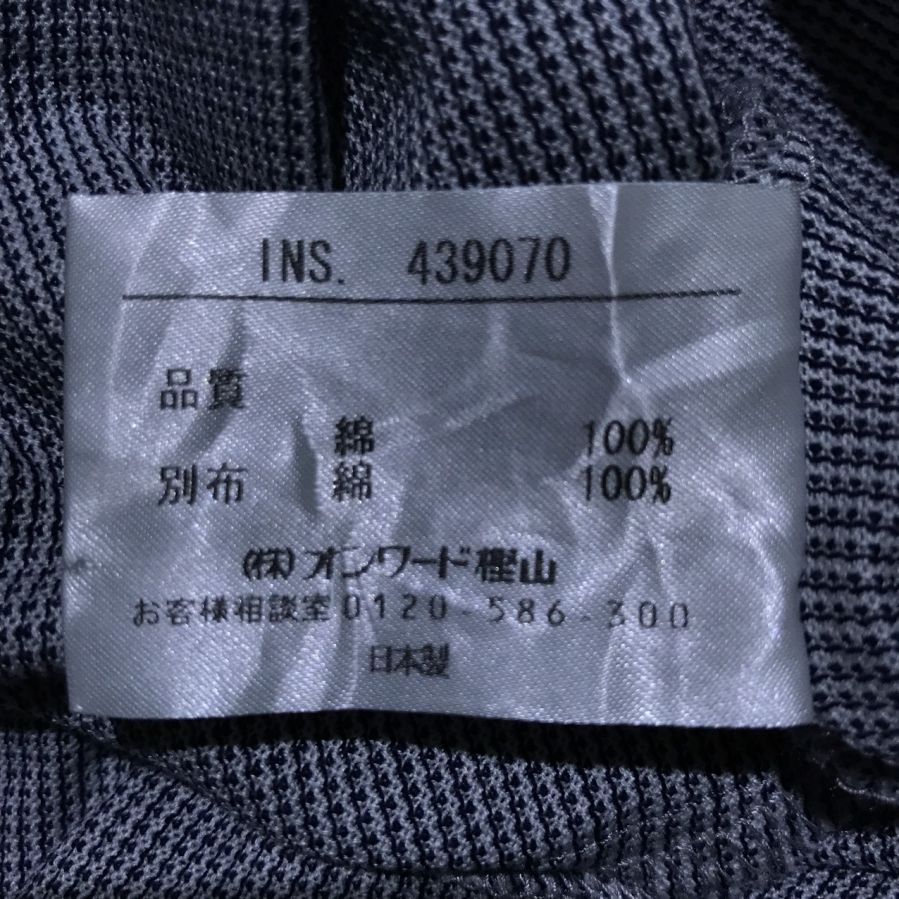 INS. 439070
品質
綿 100%
別布 綿 100%
(株)オンワード樫山
お客様相談室0120-586-300
日本製